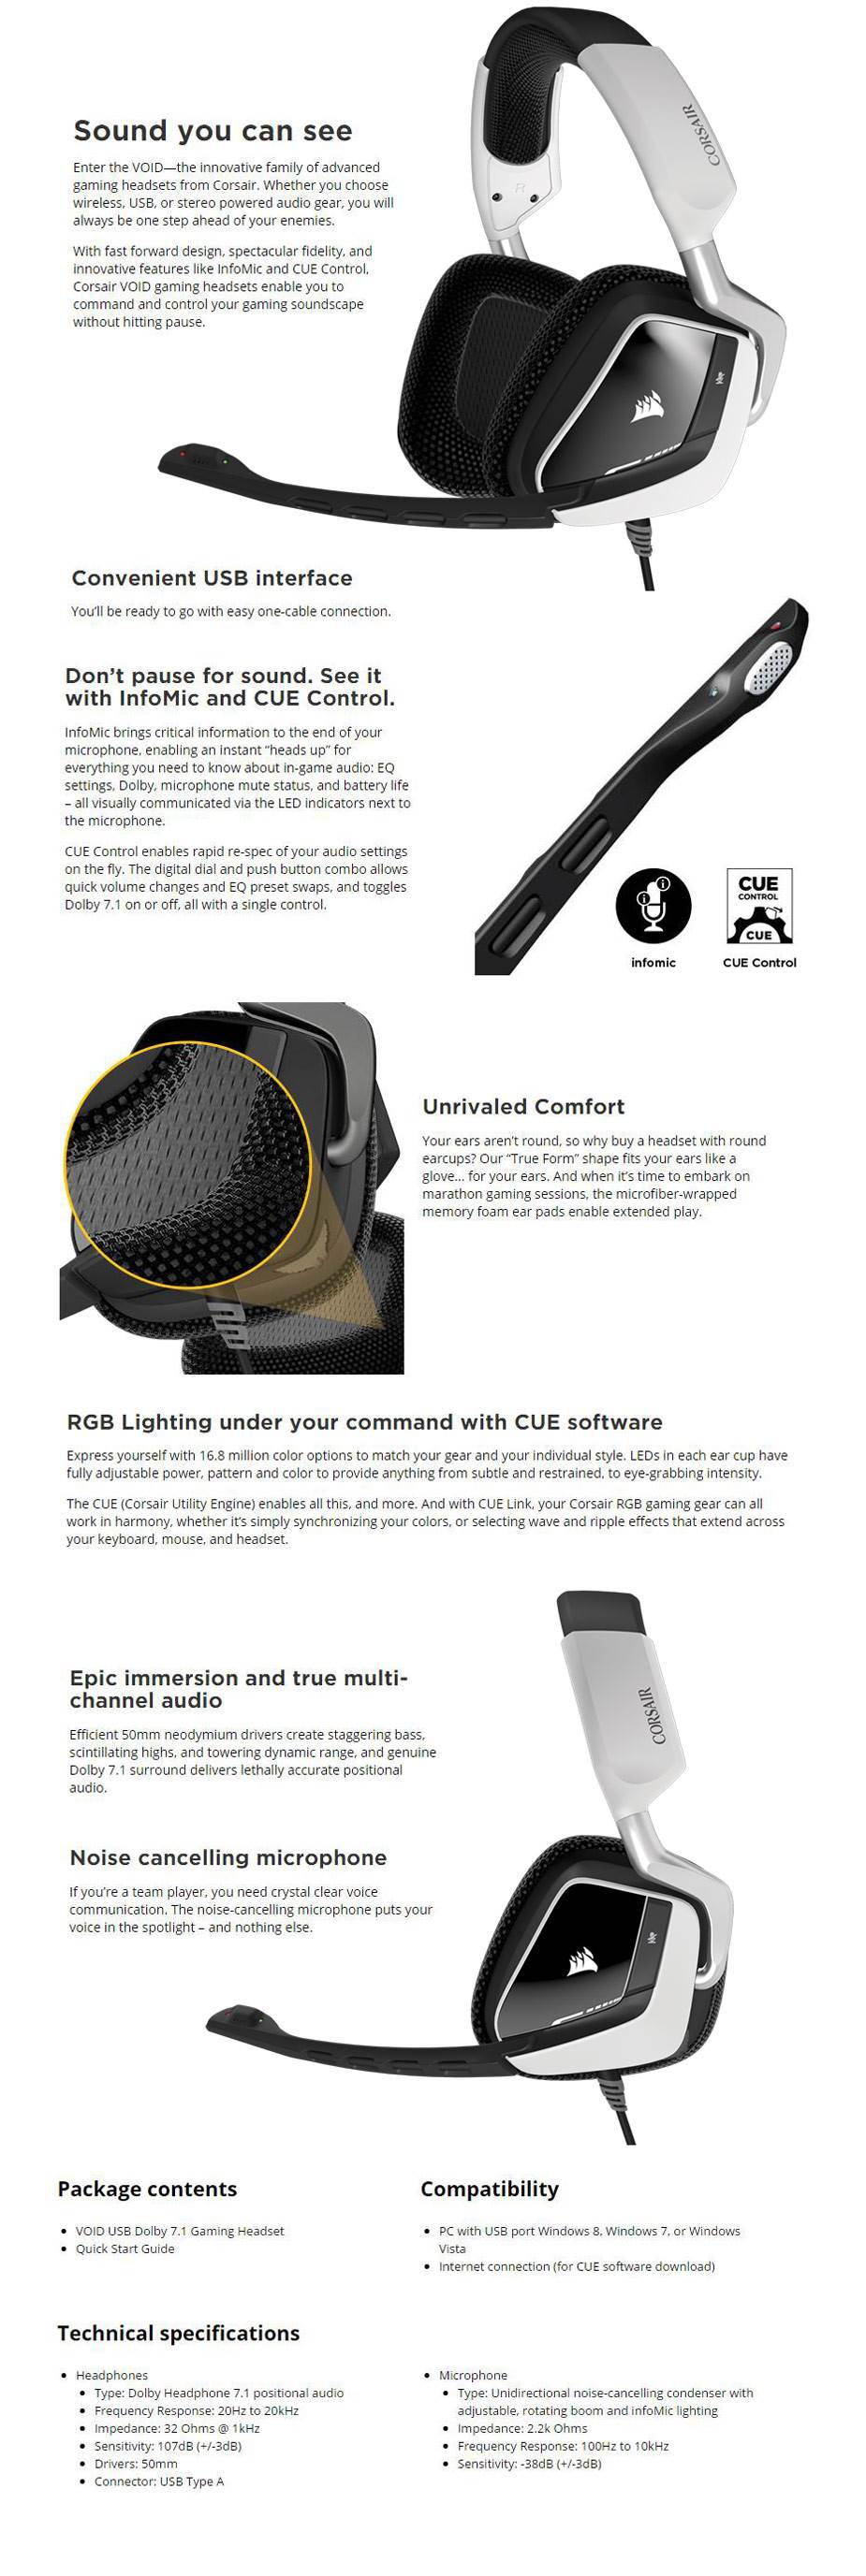 CORSAIR
Sound you can see
Enter the VOID—the innovative family of advanced
gaming headsets from Corsair. Whether you choose
wireless, USB, or stereo powered audio gear, you will
always be one step ahead of your enemies.
With fast forward design, spectacular fidelity, and
innovative features like InfoMic and CUE Control,
Corsair VOID gaming headsets enable you to
command and control your gaming soundscape
without hitting pause.
R
Convenient USB interface
You’ll be ready to go with easy one-cable connection.
Don’t pause for sound. See it
with InfoMic and CUE Control.
InfoMic brings critical information to the end of your
microphone, enabling an instant “heads up” for
everything you need to know about in-game audio: EQ
settings, Dolby, microphone mute status, and battery life
– all visually communicated via the LED indicators next to
the microphone.
CUE Control enables rapid re-spec of your audio settings
on the fly. The digital dial and push button combo allows
quick volume changes and EQ preset swaps, and toggles
Dolby 7.1 on or off, all with a single control.
i
i
CUE
CONTROL
CUE
infomic
CUE Control
Unrivaled Comfort
Your ears aren’t round, so why buy a headset with round
earcups? Our “True Form” shape fits your ears like a
glove... for your ears. And when it’s time to embark on
marathon gaming sessions, the microfiber-wrapped
memory foam ear pads enable extended play.
RGB Lighting under your command with CUE software
Express yourself with 16.8 million color options to match your gear and your individual style. LEDs in each ear cup have
fully adjustable power, pattern and color to provide anything from subtle and restrained, to eye-grabbing intensity.
The CUE (Corsair Utility Engine) enables all this, and more. And with CUE Link, your Corsair RGB gaming gear can all
work in harmony, whether it’s simply synchronizing your colors, or selecting wave and ripple effects that extend across
your keyboard, mouse, and headset.
Epic immersion and true multi-
channel audio
Efficient 50mm neodymium drivers create staggering bass,
scintillating highs, and towering dynamic range, and genuine
Dolby 7.1 surround delivers lethally accurate positional
audio.
CORSAIR
Noise cancelling microphone
If you’re a team player, you need crystal clear voice
communication. The noise-cancelling microphone puts your
voice in the spotlight – and nothing else.
Package contents
• VOID USB Dolby 7.1 Gaming Headset
• Quick Start Guide
Compatibility
• PC with USB port Windows 8, Windows 7, or Windows
Vista
• Internet connection (for CUE software download)
Technical specifications
• Headphones
• Type: Dolby Headphone 7.1 positional audio
• Frequency Response: 20Hz to 20kHz
• Impedance: 32 Ohms @ 1kHz
• Sensitivity: 107dB (+/-3dB)
• Drivers: 50mm
• Connector: USB Type A
• Microphone
• Type: Unidirectional noise-cancelling condenser with
adjustable, rotating boom and infoMic lighting
• Impedance: 2.2k Ohms
• Frequency Response: 100Hz to 10kHz
• Sensitivity: -38dB (+/-3dB)